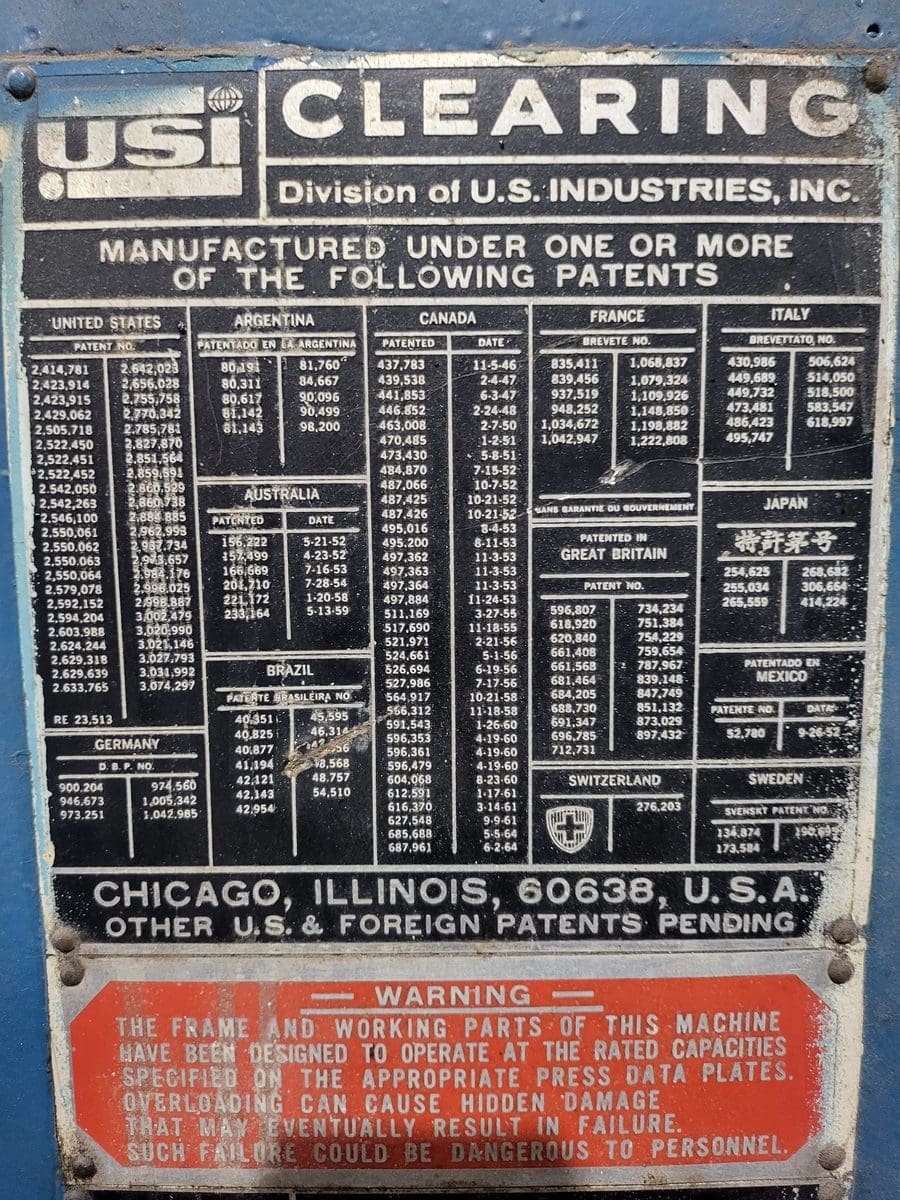 USi
CLEARING
Division of U.S. INDUSTRIES, INC.
MANUFACTURED UNDER ONE OR MORE
OF THE FOLLOWING PATENTS
UNITED STATES
PATENT NO.
2,414,781 2,642,023
2,423,914 2,656,028
2,423,915 2,755,758
2,429,062 2,770,342
2,505,718 2,785,781
2,522,450 2,827,870
2,522,451 2,851,564
2,522,452 2,859,591
2,542,050 2,860,529
2,542,263 2,860,738
2,546,100 2,888,885
2,550,061 2,962,993
2,550,062 2,967,734
2,550,063 2,973,657
2,550,064 2,984,176
2,579,078 2,996,025
2,592,152 2,998,887
2,594,204 3,002,479
2,603,988 3,020,990
2,624,244 3,021,146
2,629,318 3,027,793
2,629,639 3,031,992
2,633,765 3,074,297
RE 23,513
GERMANY
D. B. P. NO.
900,204 974,560
946,673 1,005,342
973,251 1,042,985
ARGENTINA
PATENTADO EN LA ARGENTINA
80,191 81,760
80,311 84,667
80,617 90,096
81,142 90,499
81,143 98,200
AUSTRALIA
PATENTED DATE
156,222 5-21-52
157,499 4-23-52
166,669 7-16-53
201,710 7-28-54
221,172 1-20-58
233,164 5-13-59
BRAZIL
PATENTE BRASILEIRA NO
40,351 45,595
40,825 46,314
40,877
41,194
42,121 48,757
42,143 54,510
42,954
CANADA
PATENTED DATE
437,783 11-5-46
439,538 2-4-47
441,853 6-3-47
446,852 2-24-48
463,008 2-7-50
470,485 1-2-51
473,430 5-8-51
484,870 7-15-52
487,066 10-7-52
487,425 10-21-52
487,426 10-21-52
495,016 8-4-53
495,200 8-11-53
497,362 11-3-53
497,363 11-3-53
497,364 11-3-53
497,884 11-24-53
511,169 3-27-55
517,690 11-18-55
521,971 2-21-56
524,661 5-1-56
526,694 6-19-56
527,986 7-17-56
564,917 10-21-58
566,312 11-18-58
591,543 1-26-60
596,353 4-19-60
596,361 4-19-60
596,479 4-19-60
604,068 8-23-60
612,591 1-17-61
616,370 3-14-61
627,548 9-9-61
685,688 5-5-64
687,961 6-2-64
FRANCE
BREVETE NO.
835,411 1,068,837
839,456 1,079,324
937,519 1,109,926
948,252 1,148,850
1,034,672 1,198,882
1,042,947 1,222,808
SANS GARANTIE DU GOUVERNEMENT
PATENTED IN
GREAT BRITAIN
PATENT NO.
596,807 734,234
618,920 751,384
620,840 754,229
661,408 759,654
661,568 787,967
681,464 839,148
684,205 847,749
688,730 851,132
691,347 873,029
696,785 897,432
712,731
SWITZERLAND
276,203
ITALY
BREVETTATO, NO.
430,986 506,624
449,689 514,050
449,732 518,500
473,481 583,547
486,423 618,997
495,747
JAPAN
特許第号
254,625 268,682
255,034 306,664
265,559 414,224
PATENTADO EN
MEXICO
PATENTE NO. DATA
52,780 9-26-52
SWEDEN
SVENSKT PATENT NO.
134,874
173,584
CHICAGO, ILLINOIS, 60638, U.S.A.
OTHER U.S. & FOREIGN PATENTS PENDING
WARNING
THE FRAME AND WORKING PARTS OF THIS MACHINE
HAVE BEEN DESIGNED TO OPERATE AT THE RATED CAPACITIES
SPECIFIED ON THE APPROPRIATE PRESS DATA PLATES.
OVERLOADING CAN CAUSE HIDDEN DAMAGE
THAT MAY EVENTUALLY RESULT IN FAILURE.
SUCH FAILURE COULD BE DANGEROUS TO PERSONNEL.